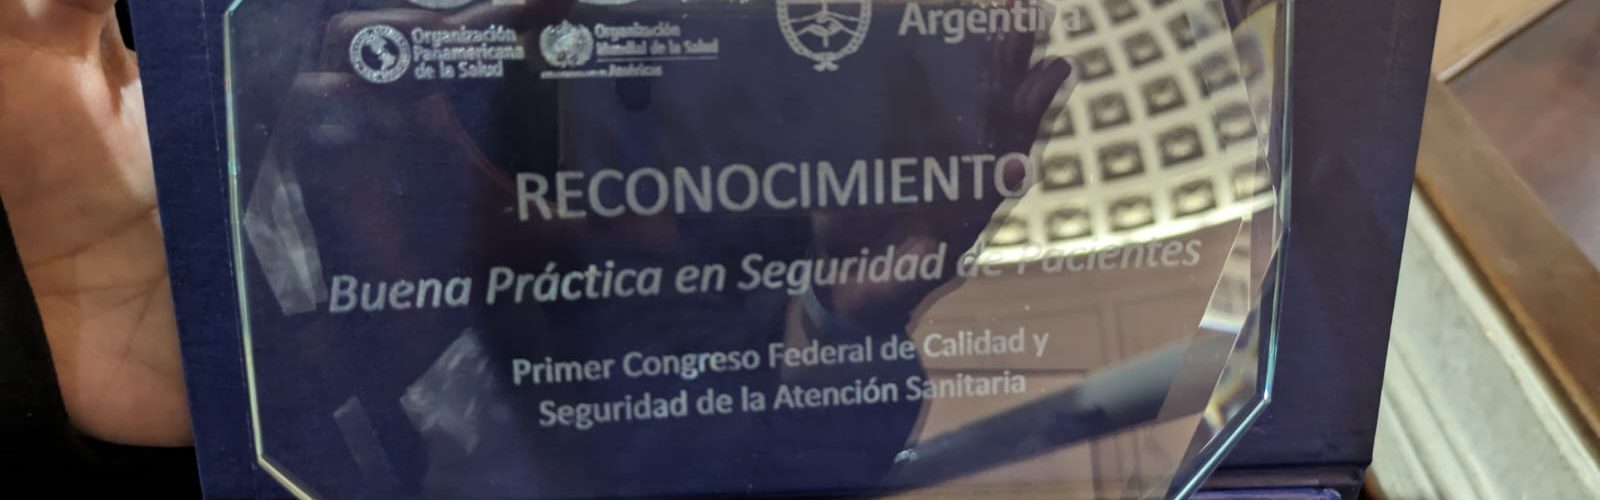 Organización
Panamericana
de la Salud
Organización
Mundial de la Salud
Américas
Argentina
RECONOCIMIENTO
Buena Práctica en Seguridad de Pacientes
Primer Congreso Federal de Calidad y
Seguridad de la Atención Sanitaria